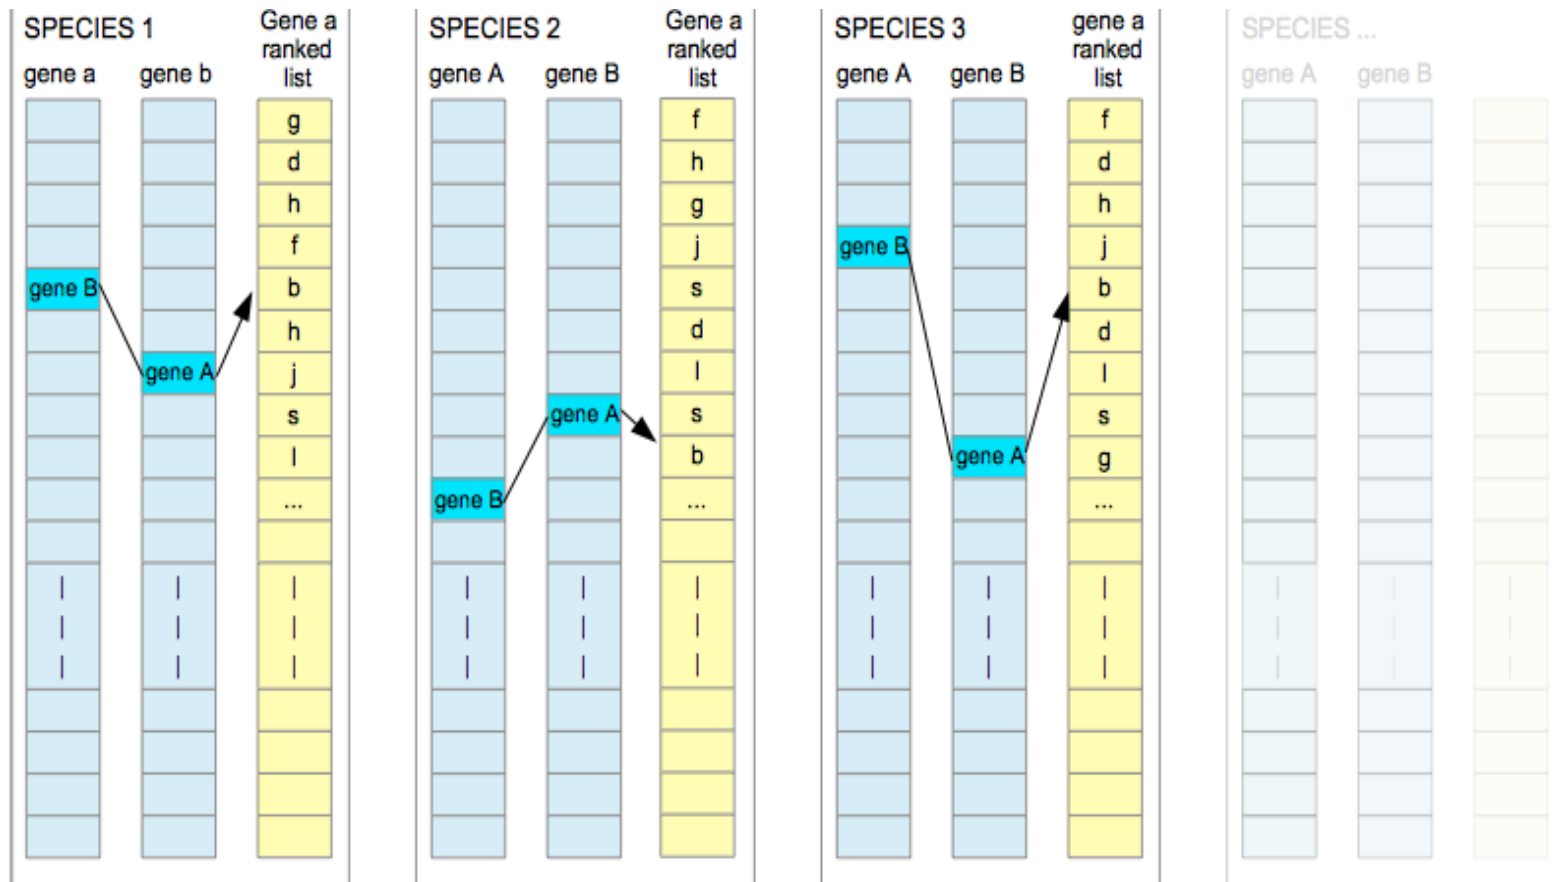 SPECIES 1
gene a
gene b
Gene a
ranked
list
gene B
gene A
g
d
h
f
b
h
j
s
l
...
SPECIES 2
gene A
gene B
Gene a
ranked
list
gene B
gene A
f
h
g
j
s
d
l
s
b
...
SPECIES 3
gene A
gene B
gene a
ranked
list
gene B
gene A
f
d
h
j
b
d
l
s
g
...
SPECIES ...
gene A
gene B